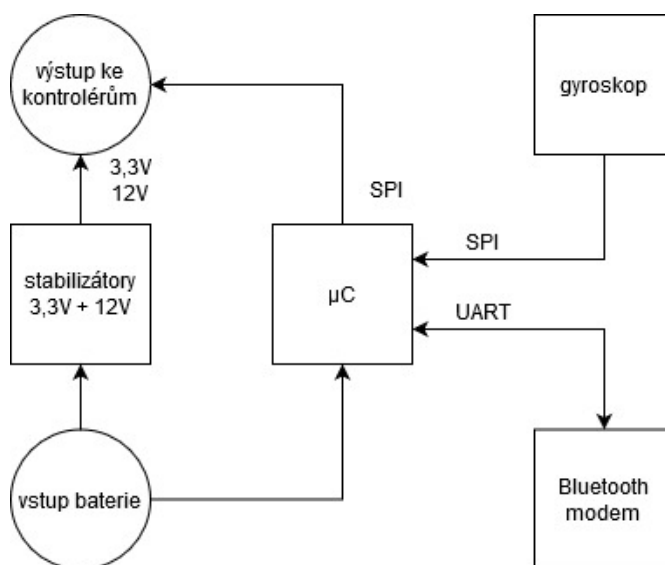 výstup ke
kontrolérům
gyroskop
3,3V
12V
SPI
SPI
stabilizátory
3,3V + 12V
µC
UART
vstup baterie
Bluetooth
modem